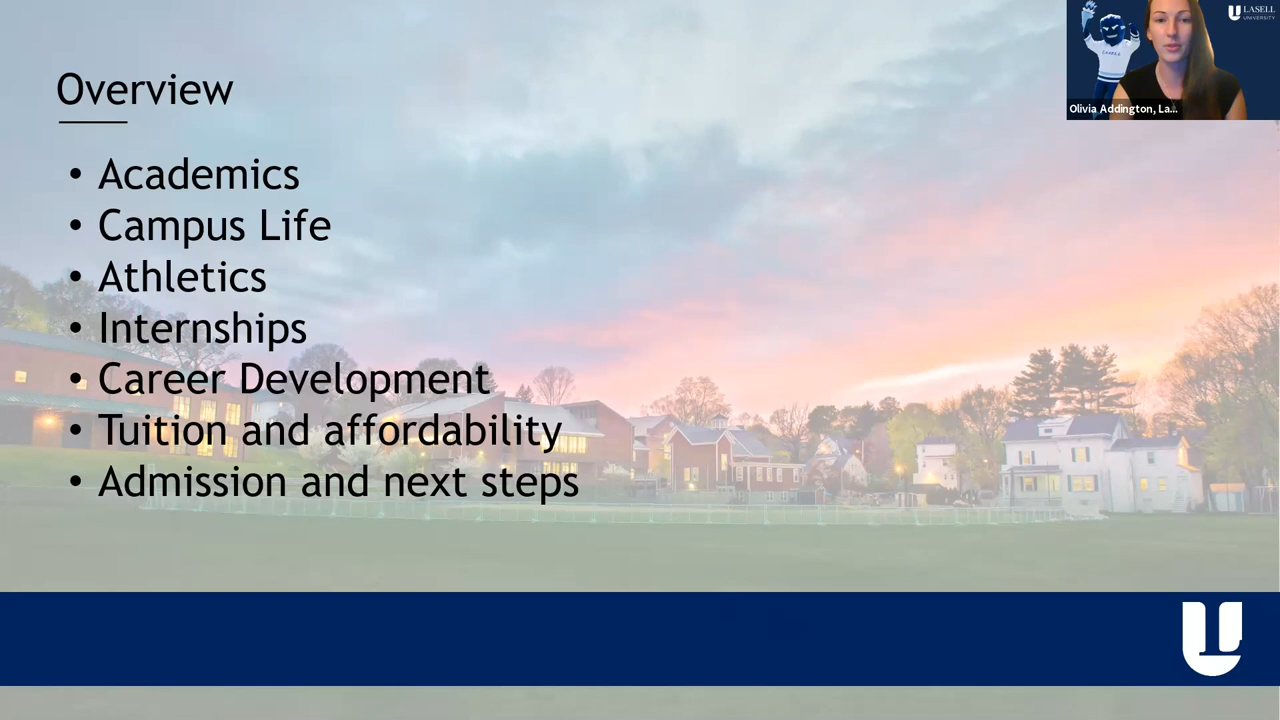 Overview
• Academics
• Campus Life
• Athletics
• Internships
• Career Development
• Tuition and affordability
• Admission and next steps
LASELL
UNIVERSITY
Olivia Addington, La...